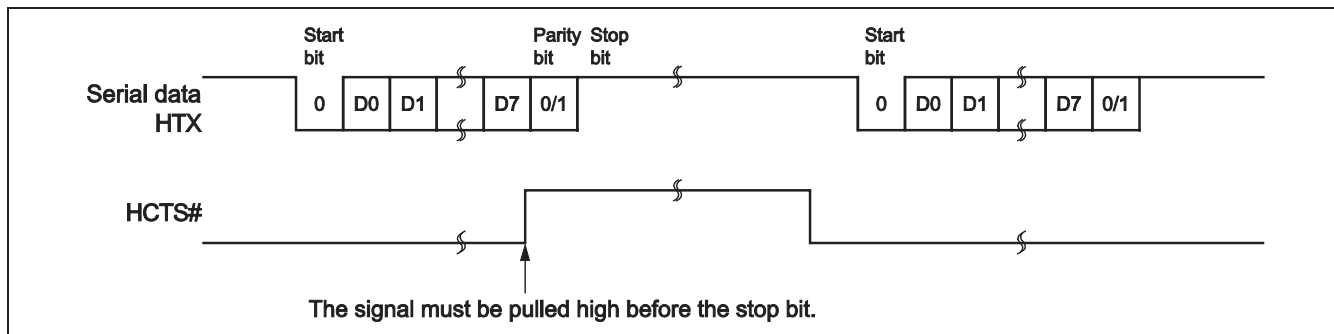 Start bit
Parity bit
Stop bit
Start bit
Serial data HTX
0 D0 D1 D7 0/1
0 D0 D1 D7 0/1
HCTS#
The signal must be pulled high before the stop bit.